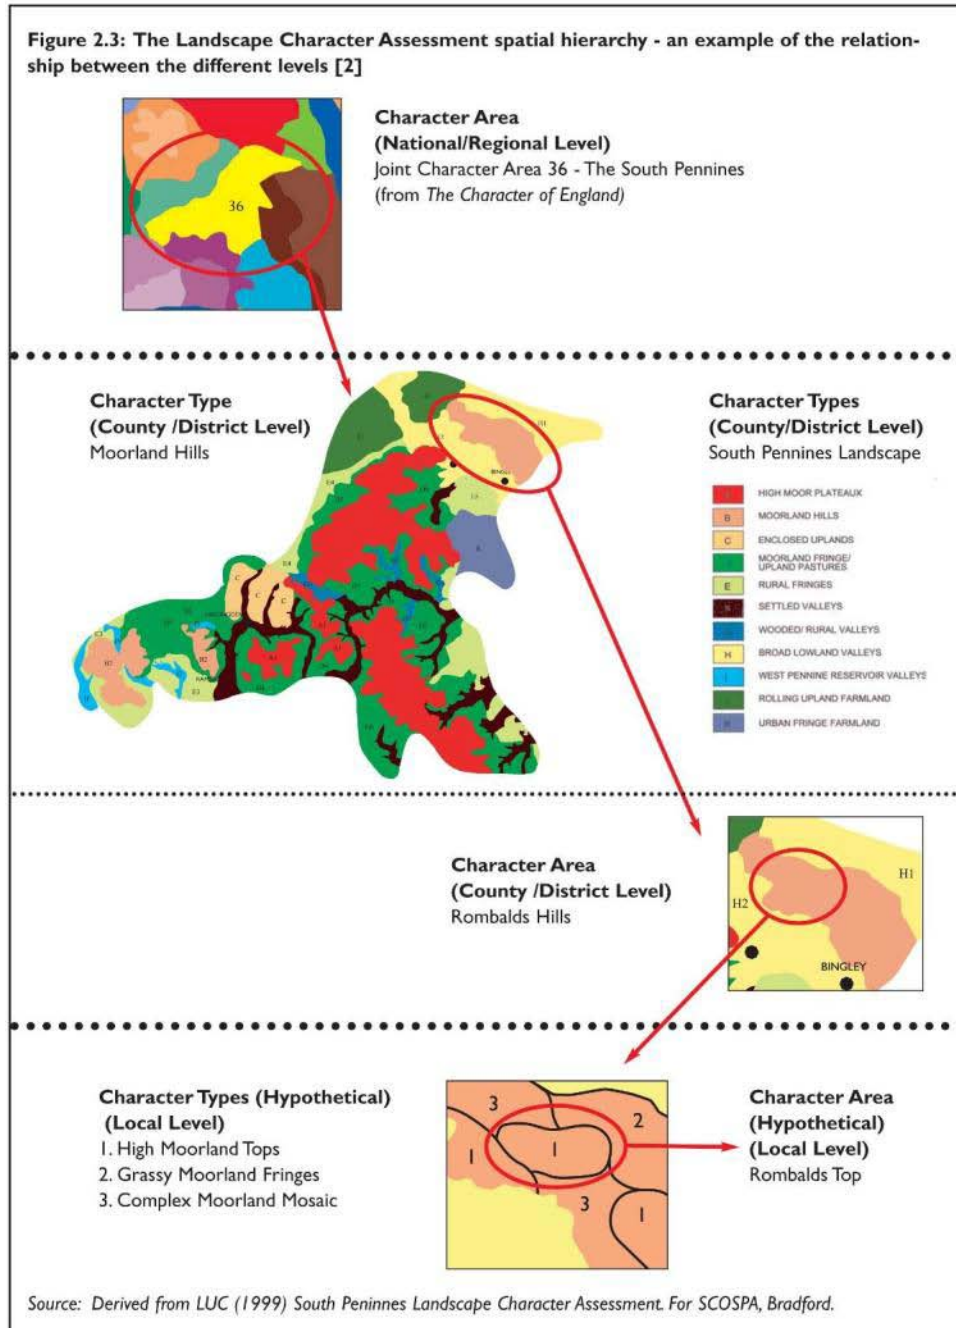 Figure 2.3: The Landscape Character Assessment spatial hierarchy - an example of the relation-
ship between the different levels [2]
Character Area
(National/Regional Level)
Joint Character Area 36 - The South Pennines
(from The Character of England)
36
Character Type
(County /District Level)
Moorland Hills
Character Types
(County/District Level)
South Pennines Landscape
HIGH MOOR PLATEAUX
B MOORLAND HILLS
C ENCLOSED UPLANDS
MOORLAND FRINGE/
UPLAND PASTURES
E RURAL FRINGES
SETTLED VALLEYS
WOODED/ RURAL VALLEYS
H BROAD LOWLAND VALLEYS
I WEST PENNINE RESERVOIR VALLEYS
ROLLING UPLAND FARMLAND
K URBAN FRINGE FARMLAND
BINGLEY
C
C
C
Character Area
(County /District Level)
Rombalds Hills
H1
H2
BINGLEY
Character Types (Hypothetical)
(Local Level)
1. High Moorland Tops
2. Grassy Moorland Fringes
3. Complex Moorland Mosaic
3
2
1
1
3
1
Character Area
(Hypothetical)
(Local Level)
Rombalds Top
Source: Derived from LUC (1999) South Peninnes Landscape Character Assessment. For SCOSPA, Bradford.